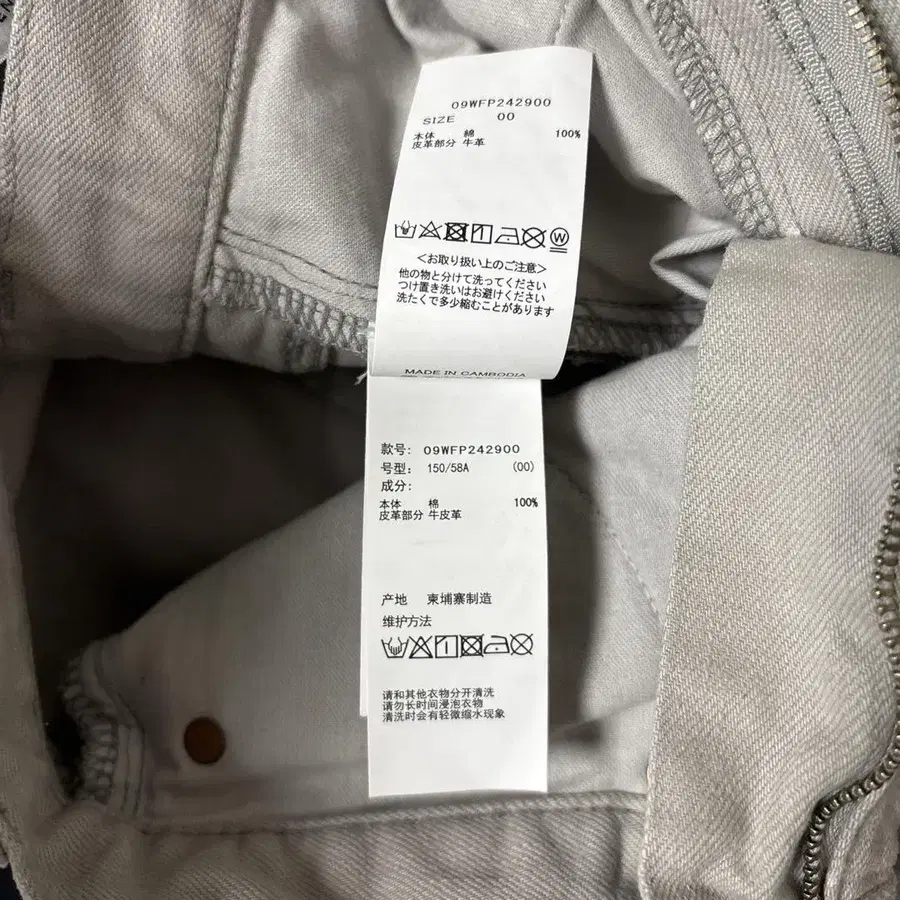 09WFP242900
SIZE 00
本体 綿 100%
皮革部分 牛革
W
<お取り扱い上のご注意>
他の物と分けて洗ってください
つけ置き洗いはお避けください
洗たくで多少縮むことがあります
MADE IN CAMBODIA
款号: 09WFP242900
号型: 150/58A (00)
成分:
本体 棉 100%
皮革部分 牛皮革
产地 柬埔寨制造
维护方法
请和其他衣物分开清洗
请勿长时间浸泡衣物
清洗时会有轻微缩水现象